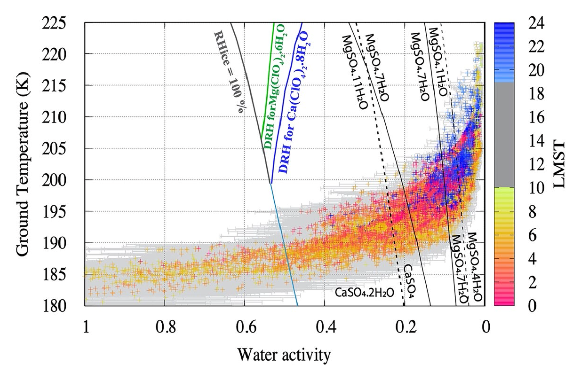 225
220
215
210
205
200
195
190
185
180
Ground Temperature (K)
1
0.8
0.6
0.4
0.2
0
Water activity
RHice = 100 %
DRH for Mg(ClO₄)₂.6H₂O
DRH for Ca(ClO₄)₂.8H₂O
MgSO₄.11H₂O
MgSO₄.7H₂O
MgSO₄.7H₂O
MgSO₄.1H₂O
CaSO₄.2H₂O
CaSO₄
MgSO₄.7H₂O
MgSO₄.4H₂O
24
22
20
18
16
14
12
10
8
6
4
2
0
LMST